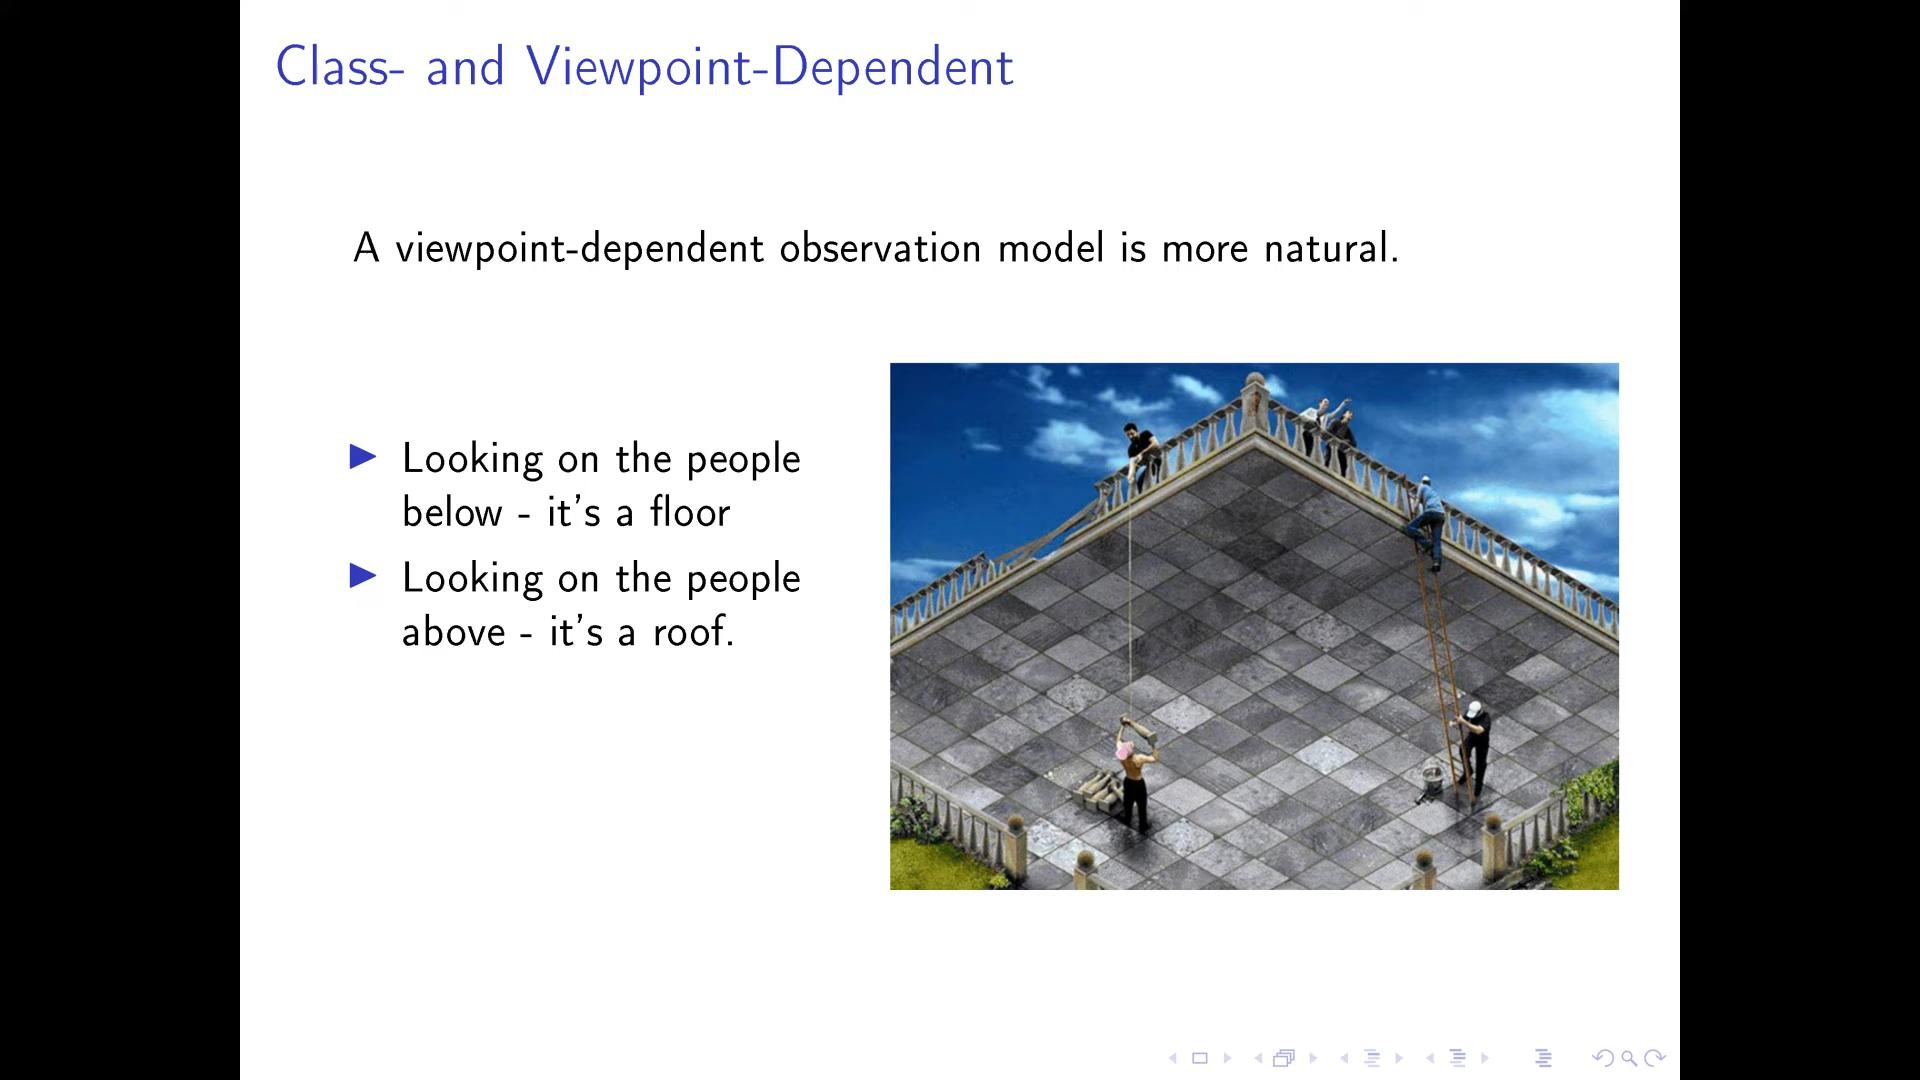 Class- and Viewpoint-Dependent
A viewpoint-dependent observation model is more natural.
Looking on the people
below - it's a floor
Looking on the people
above - it's a roof.